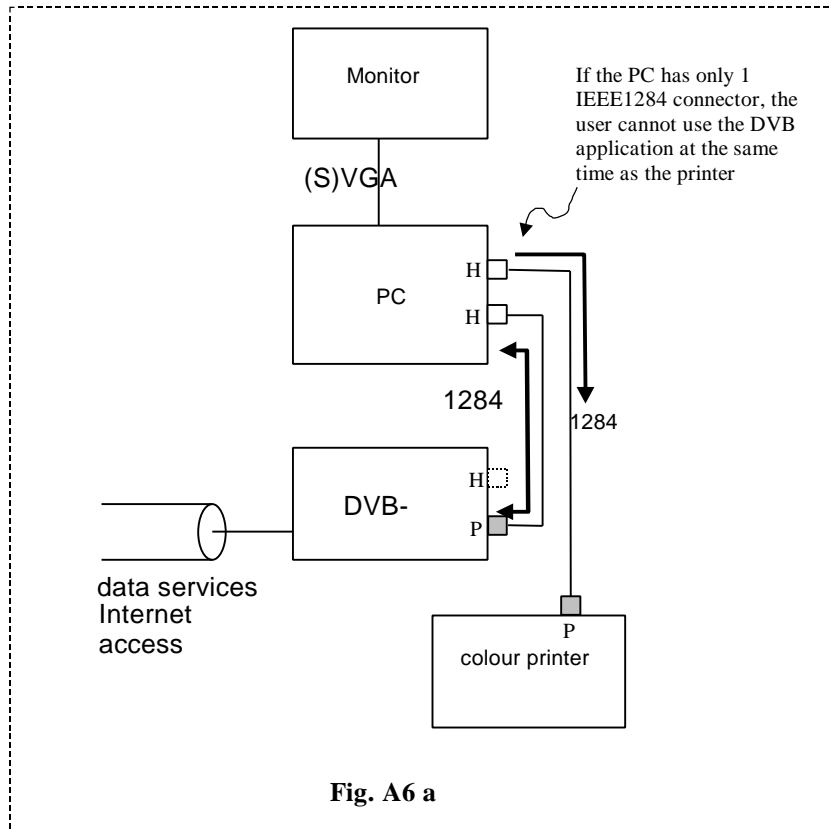 Monitor
If the PC has only 1
IEEE1284 connector, the
user cannot use the DVB
application at the same
time as the printer
(S)VGA
H
PC
H
1284
1284
H
DVB-
P
data services
Internet
access
P
colour printer
Fig. A6 a